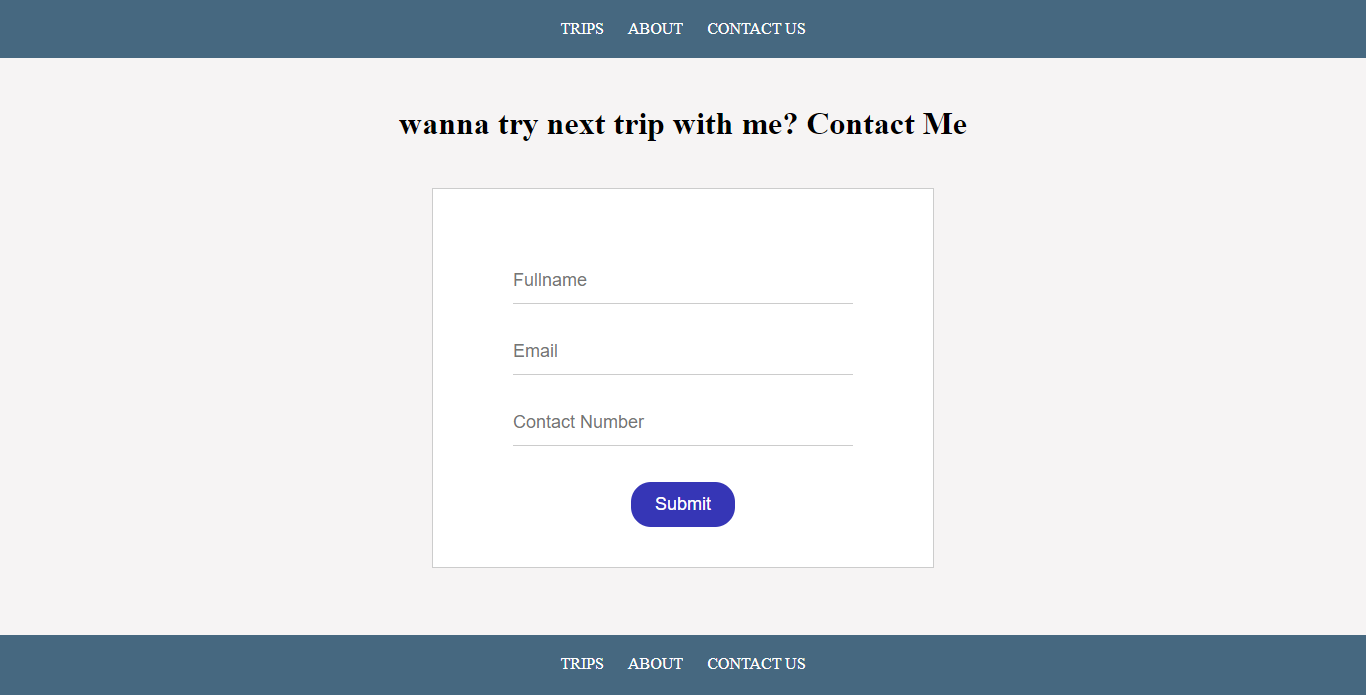 TRIPS ABOUT CONTACT US
wanna try next trip with me? Contact Me
Fullname
Email
Contact Number
Submit
TRIPS ABOUT CONTACT US